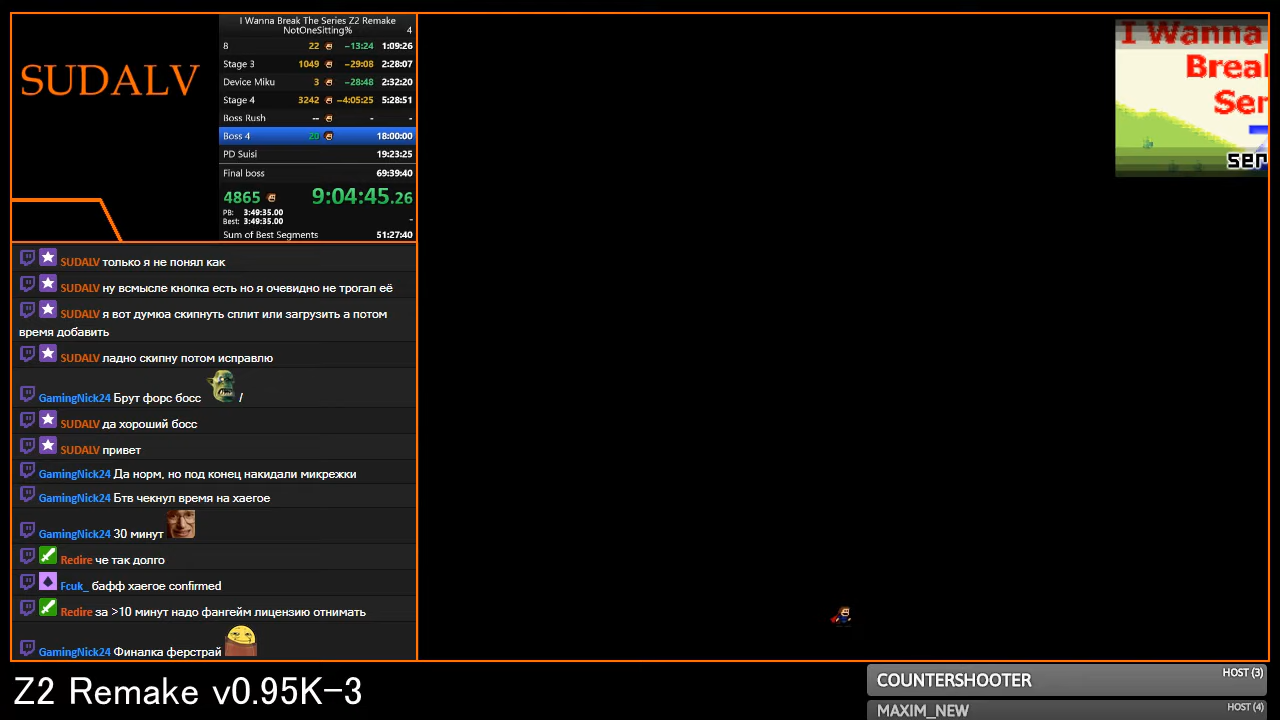 SUDALV
I Wanna Break The Series Z2 Remake
NotOneSitting% 4
8 22 −13:24 1:09:26
Stage 3 1049 −29:08 2:28:07
Device Miku 3 −28:48 2:32:20
Stage 4 3242 −4:05:25 5:28:51
Boss Rush -- - -
Boss 4 20 18:00:00
PD Suisi 19:23:25
Final boss 69:39:40
4865 9:04:45.26
PB: 3:49:35.00
Best: 3:49:35.00 -
Sum of Best Segments 51:27:40
I Wanna
Brea
Ser
ser
SUDALV только я не понял как
SUDALV ну всмысле кнопка есть но я очевидно не трогал её
SUDALV я вот думюа скипнуть сплит или загрузить а потом
время добавить
SUDALV ладно скипну потом исправлю
GamingNick24 Брут форс босс /
SUDALV да хороший босс
SUDALV привет
GamingNick24 Да норм, но под конец накидали микрежки
GamingNick24 Бтв чекнул время на хаегое
GamingNick24 30 минут
Redire че так долго
Fcuk_ бафф хаегое confirmed
Redire за >10 минут надо фангейм лицензию отнимать
GamingNick24 Финалка ферстрай
Z2 Remake v0.95K-3
COUNTERSHOOTER HOST (3)
MAXIM_NEW HOST (4)